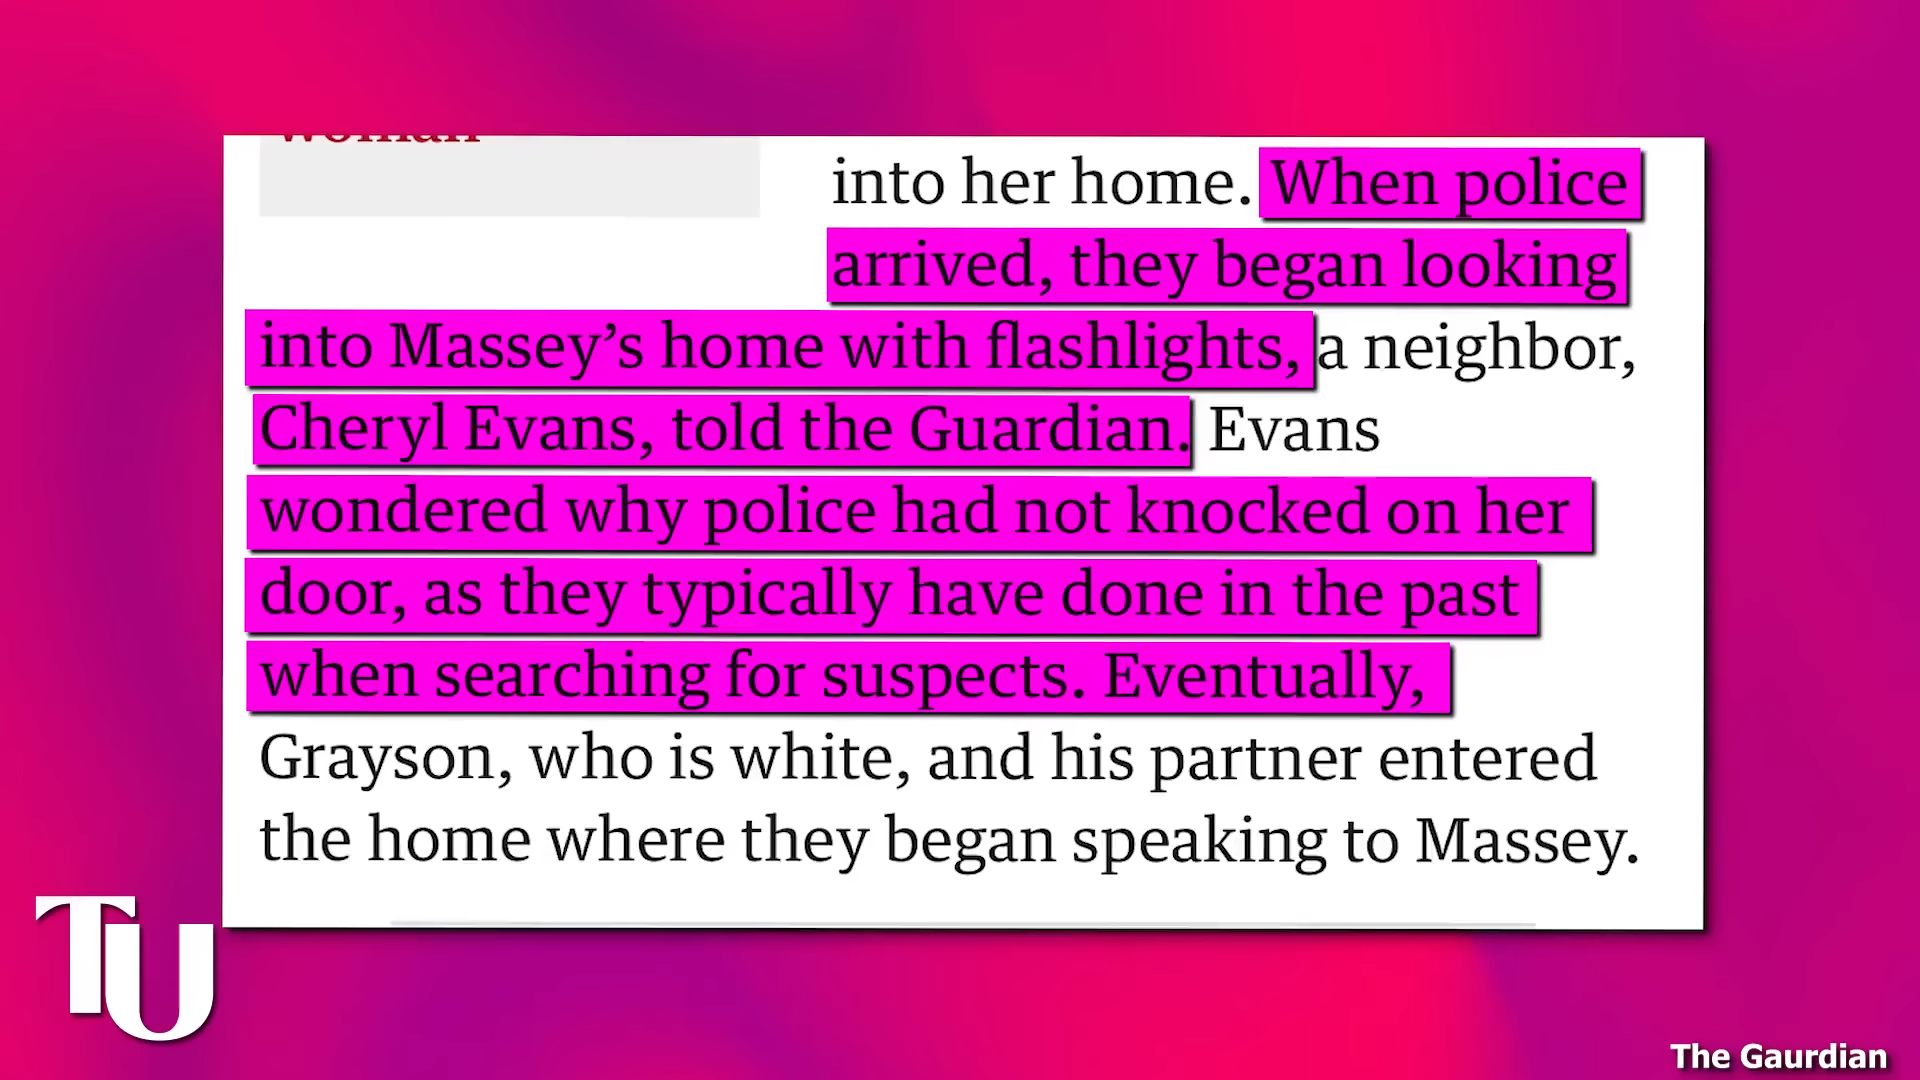 woman
into her home. When police
arrived, they began looking
into Massey’s home with flashlights, a neighbor,
Cheryl Evans, told the Guardian. Evans
wondered why police had not knocked on her
door, as they typically have done in the past
when searching for suspects. Eventually,
Grayson, who is white, and his partner entered
the home where they began speaking to Massey.
TU
The Gaurdian